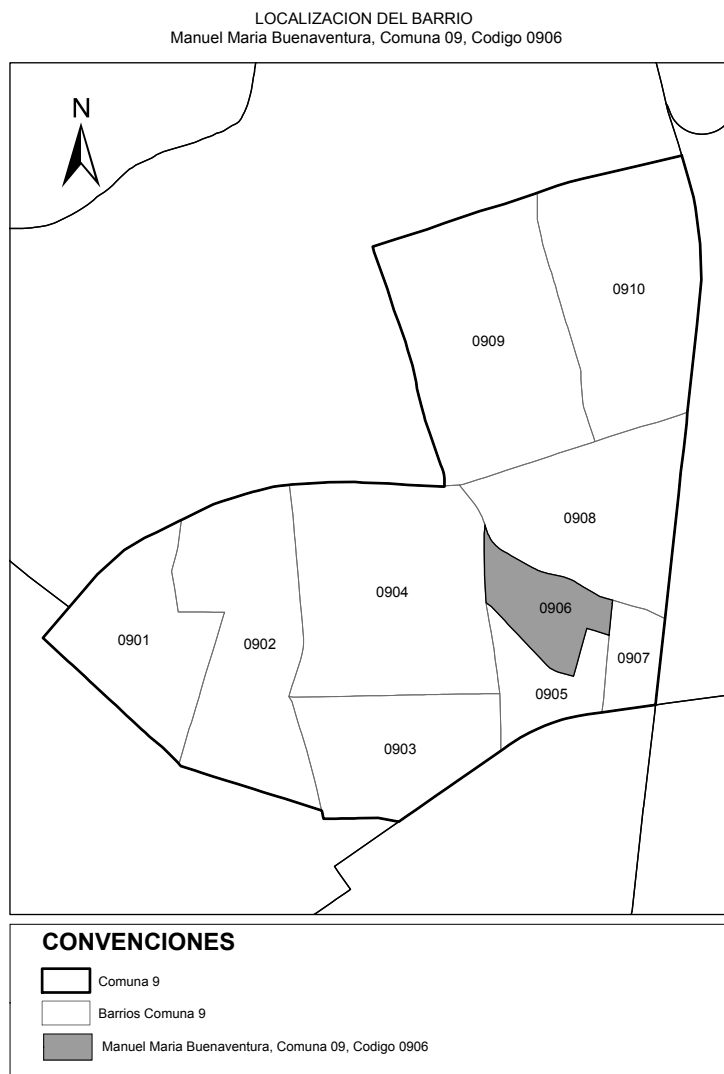 LOCALIZACION DEL BARRIO
Manuel Maria Buenaventura, Comuna 09, Codigo 0906
N
0910
0909
0908
0904
0906
0901
0902
0907
0905
0903
CONVENCIONES
Comuna 9
Barrios Comuna 9
Manuel Maria Buenaventura, Comuna 09, Codigo 0906